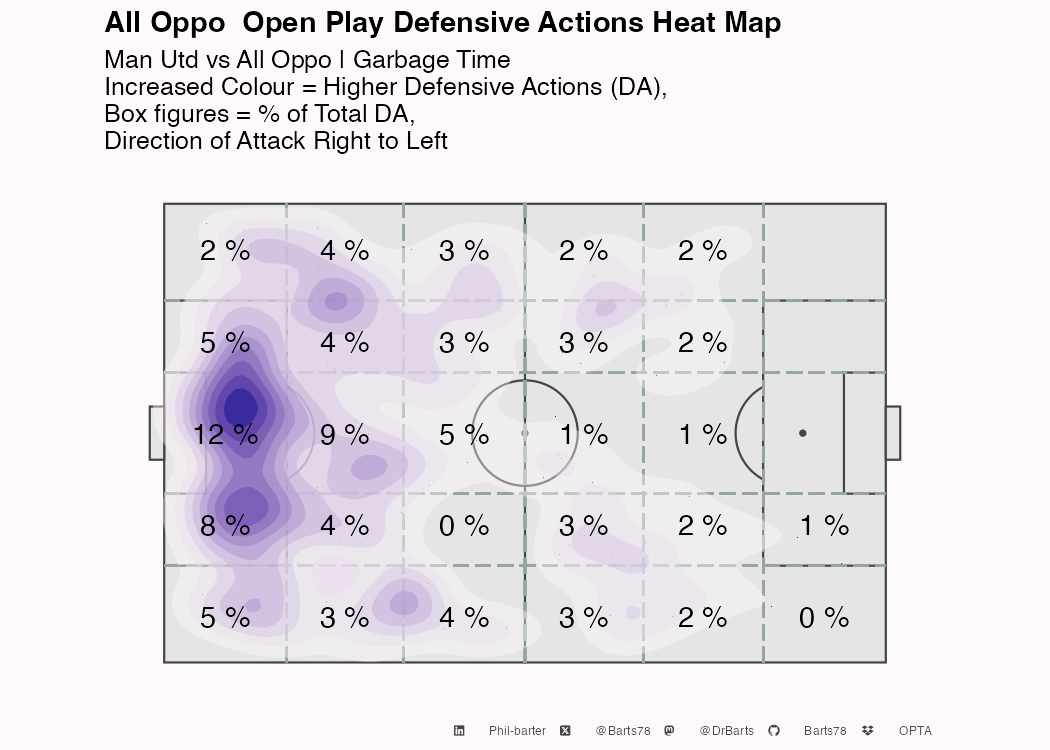 All Oppo  Open Play Defensive Actions Heat Map
Man Utd vs All Oppo | Garbage Time
Increased Colour = Higher Defensive Actions (DA),
Box figures = % of Total DA,
Direction of Attack Right to Left
2 % 4 % 3 % 2 % 2 %
5 % 4 % 3 % 3 % 2 %
12 % 9 % 5 % 1 % 1 %
8 % 4 % 0 % 3 % 2 % 1 %
5 % 3 % 4 % 3 % 2 % 0 %
Phil-barter @Barts78 @DrBarts Barts78 OPTA